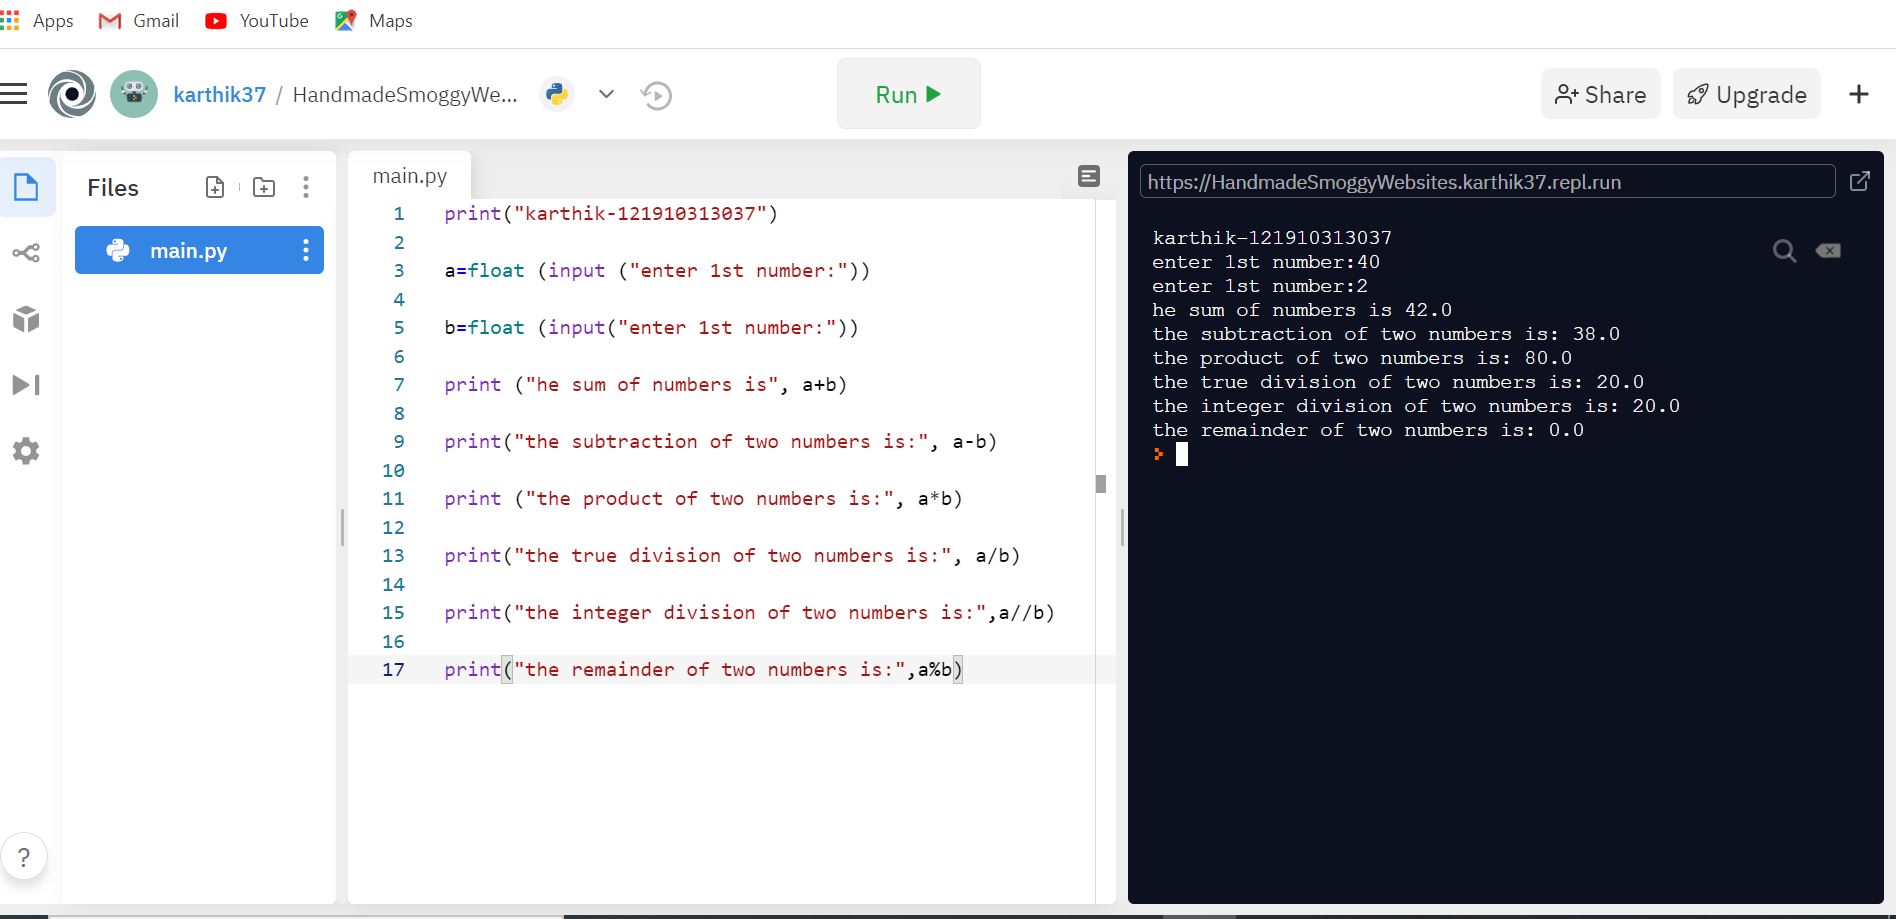 Apps Gmail YouTube Maps
karthik37 / HandmadeSmoggyWe... Run Share Upgrade +
Files
main.py
main.py
1 print("karthik-121910313037")
2
3 a=float (input ("enter 1st number:"))
4
5 b=float (input("enter 1st number:"))
6
7 print ("he sum of numbers is", a+b)
8
9 print("the subtraction of two numbers is:", a-b)
10
11 print ("the product of two numbers is:", a*b)
12
13 print("the true division of two numbers is:", a/b)
14
15 print("the integer division of two numbers is:",a//b)
16
17 print("the remainder of two numbers is:",a%b)
https://HandmadeSmoggyWebsites.karthik37.repl.run
karthik-121910313037
enter 1st number:40
enter 1st number:2
he sum of numbers is 42.0
the subtraction of two numbers is: 38.0
the product of two numbers is: 80.0
the true division of two numbers is: 20.0
the integer division of two numbers is: 20.0
the remainder of two numbers is: 0.0
?